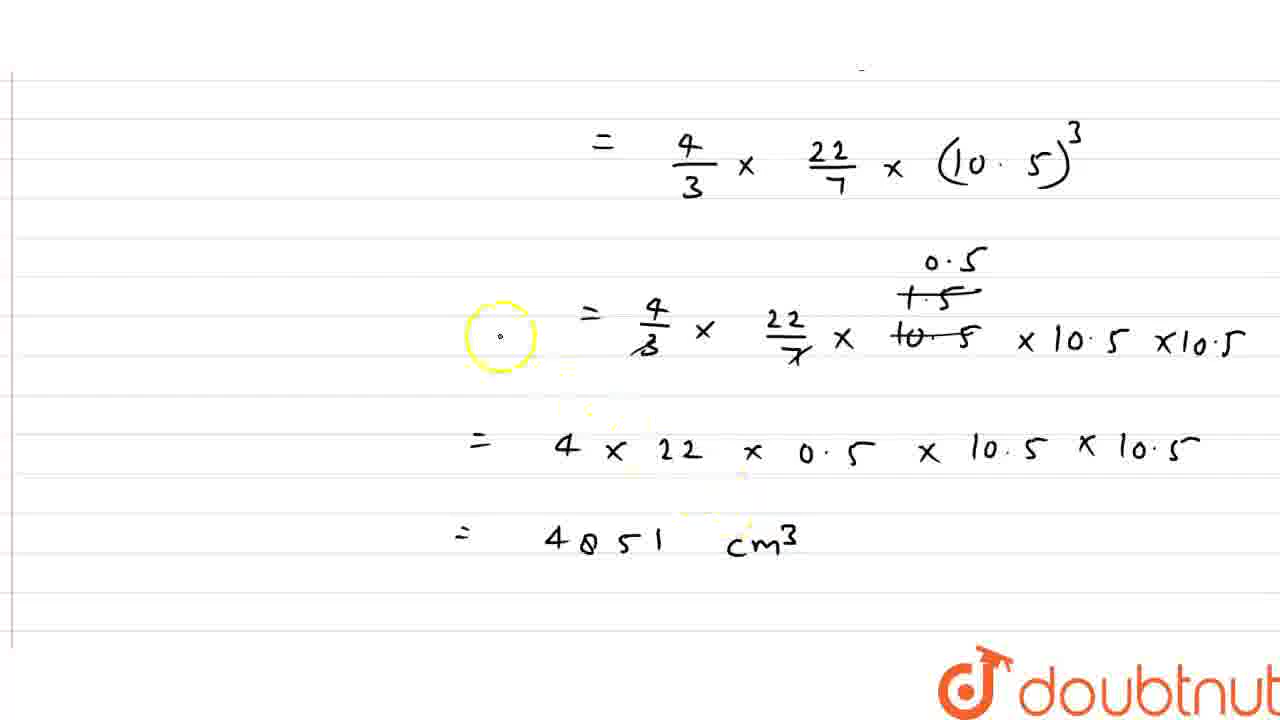 = 4/3 × 22/7 × (10.5)³
0.5
1.5
= 4/3 × 22/7 × 10.5 × 10.5 × 10.5
= 4 × 22 × 0.5 × 10.5 × 10.5
= 4851 cm³
doubtnut